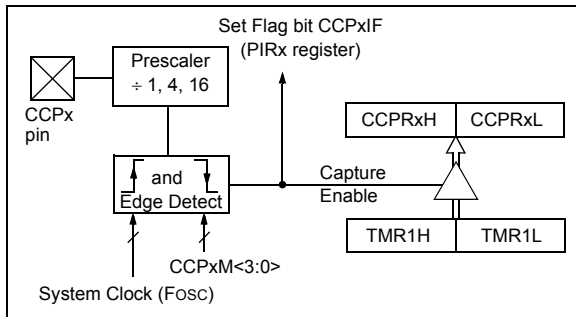 Set Flag bit CCPxIF
(PIRx register)
Prescaler
÷ 1, 4, 16
CCPx
pin
CCPRxH CCPRxL
and
Edge Detect
Capture
Enable
TMR1H TMR1L
CCPxM<3:0>
System Clock (FOSC)